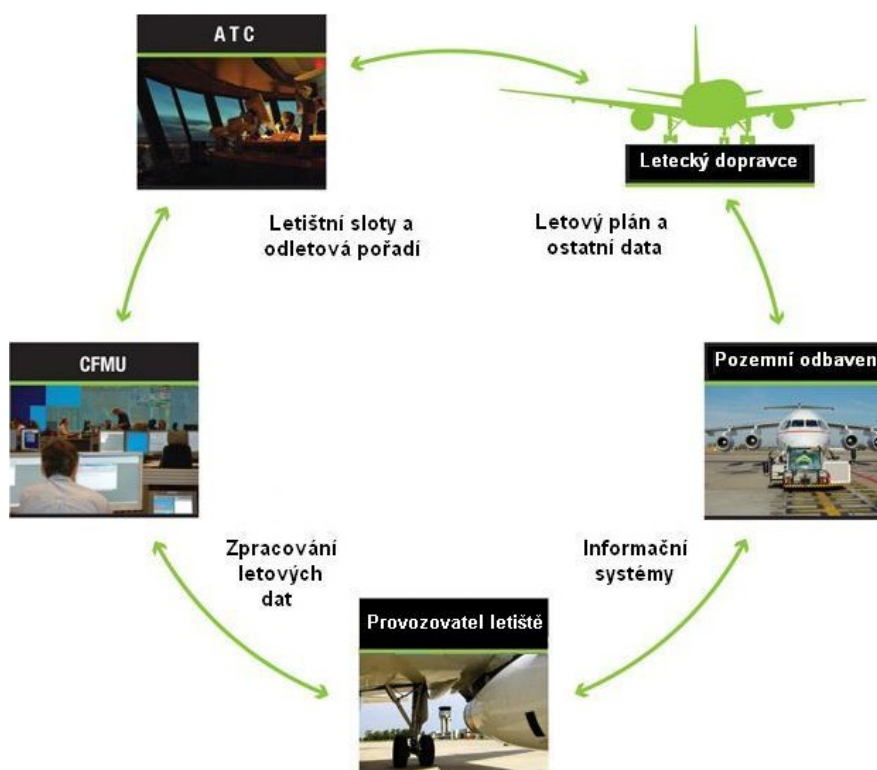 ATC
Letecký dopravce
Letištní sloty a
odletová pořadí
Letový plán a
ostatní data
CFMU
Pozemní odbaven
Zpracování
letových
dat
Informační
systémy
Provozovatel letiště